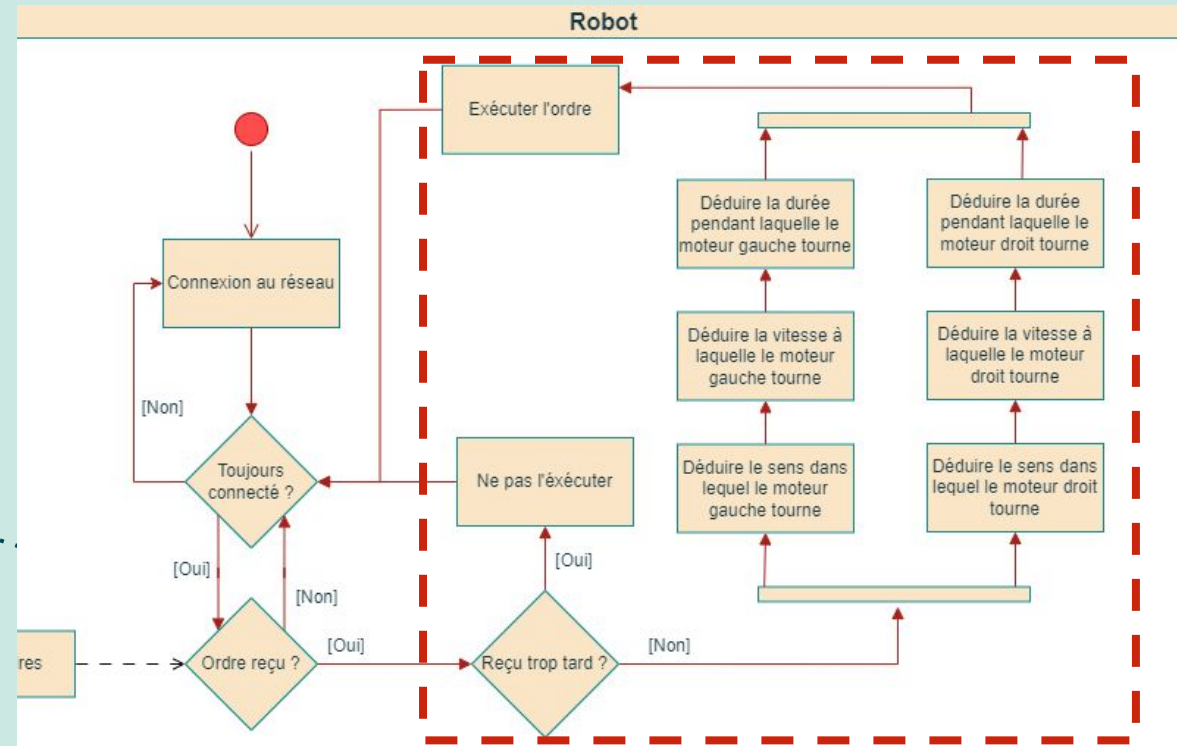 Robot
Exécuter l'ordre
Déduire la durée
pendant laquelle le
moteur gauche tourne
Déduire la durée
pendant laquelle le
moteur droit tourne
Connexion au réseau
Déduire la vitesse à
laquelle le moteur
gauche tourne
Déduire la vitesse à
laquelle le moteur
droit tourne
[Non]
Toujours
connecté ?
Ne pas l'éxécuter
Déduire le sens dans
lequel le moteur
gauche tourne
Déduire le sens dans
lequel le moteur droit
tourne
[Oui]
[Non]
[Oui]
[Oui]
[Non]
res
Ordre reçu ?
Reçu trop tard ?